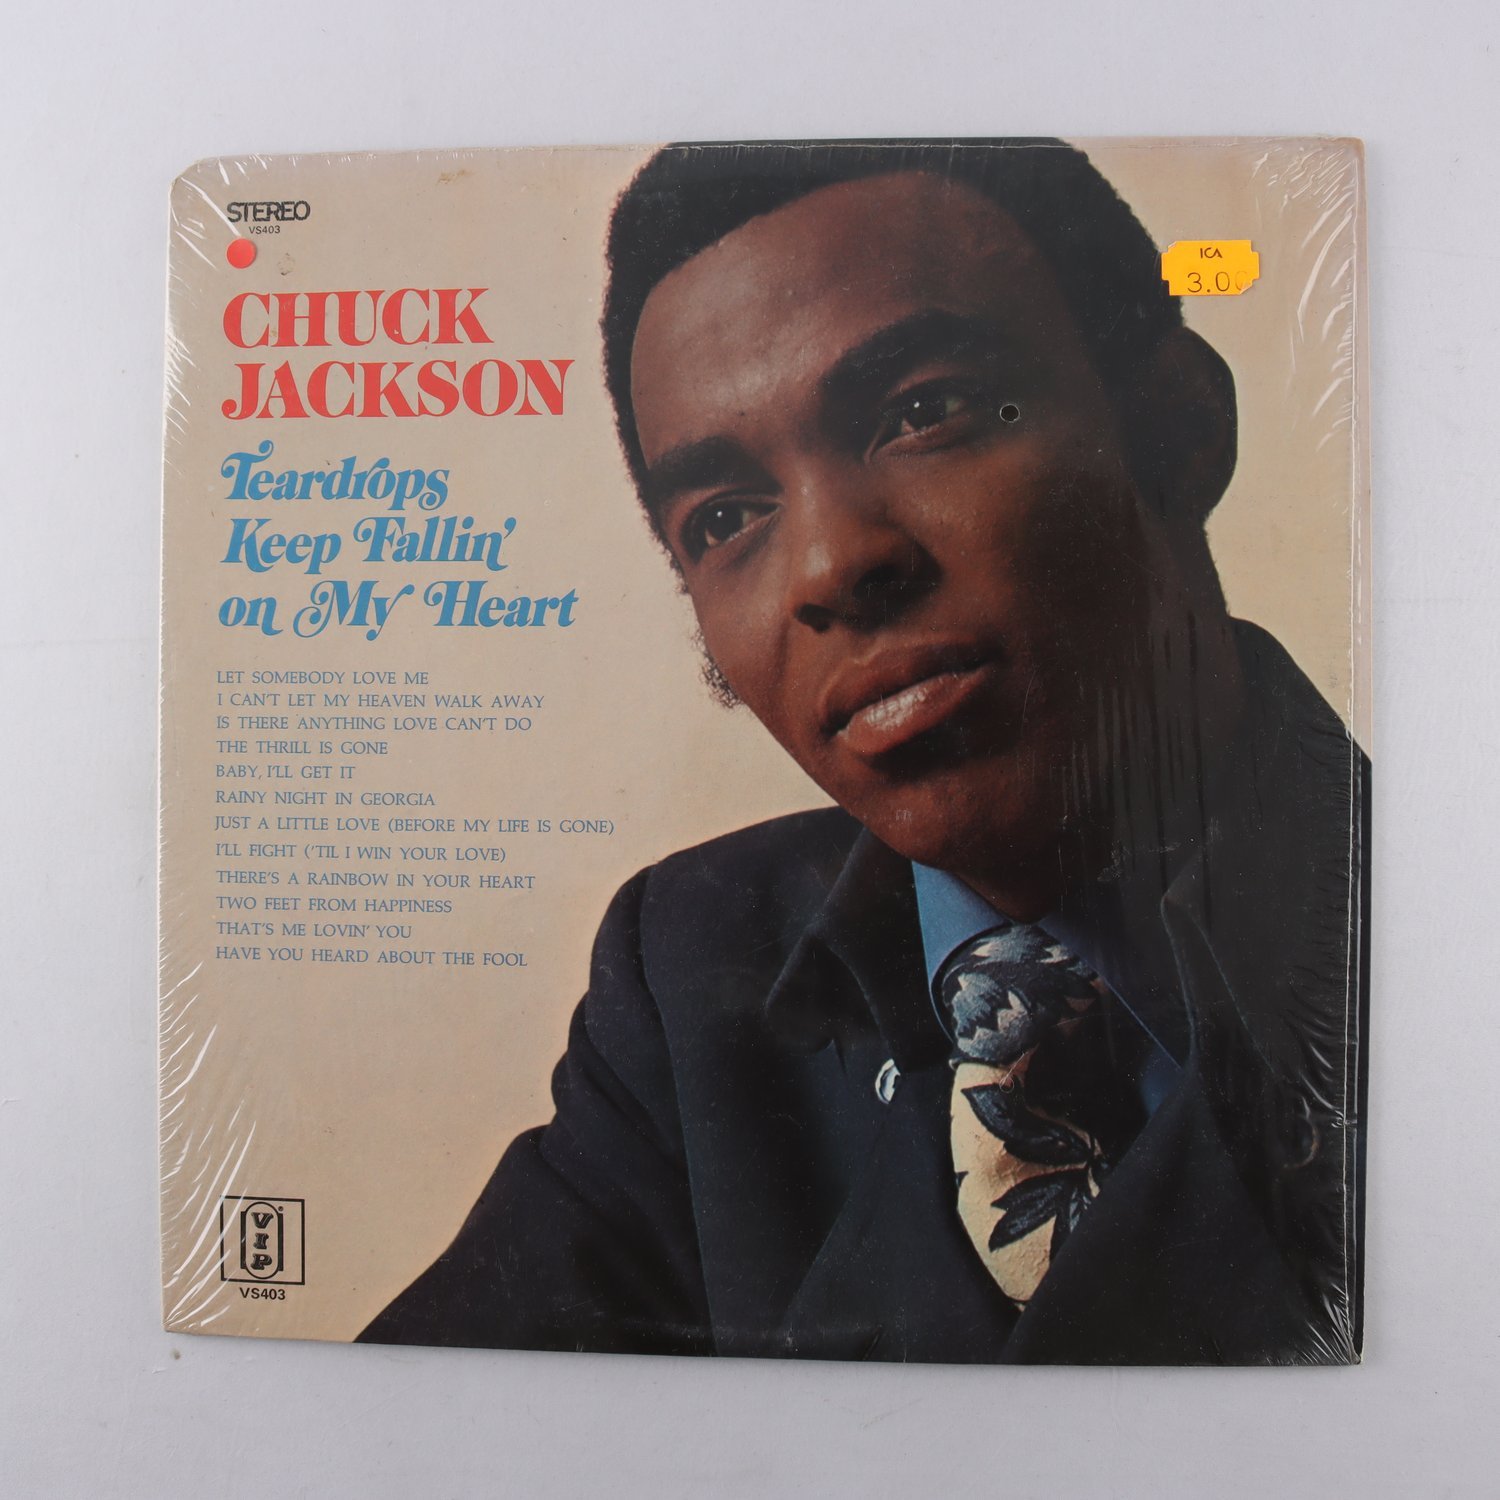 STEREO
VS403
CHUCK
JACKSON
Teardrops
Keep Fallin'
on My Heart
LET SOMEBODY LOVE ME
I CAN'T LET MY HEAVEN WALK AWAY
IS THERE ANYTHING LOVE CAN'T DO
THE THRILL IS GONE
BABY, I'LL GET IT
RAINY NIGHT IN GEORGIA
JUST A LITTLE LOVE (BEFORE MY LIFE IS GONE)
I'LL FIGHT ('TIL I WIN YOUR LOVE)
THERE'S A RAINBOW IN YOUR HEART
TWO FEET FROM HAPPINESS
THAT'S ME LOVIN' YOU
HAVE YOU HEARD ABOUT THE FOOL
VIP
VS403
ICA
3.00